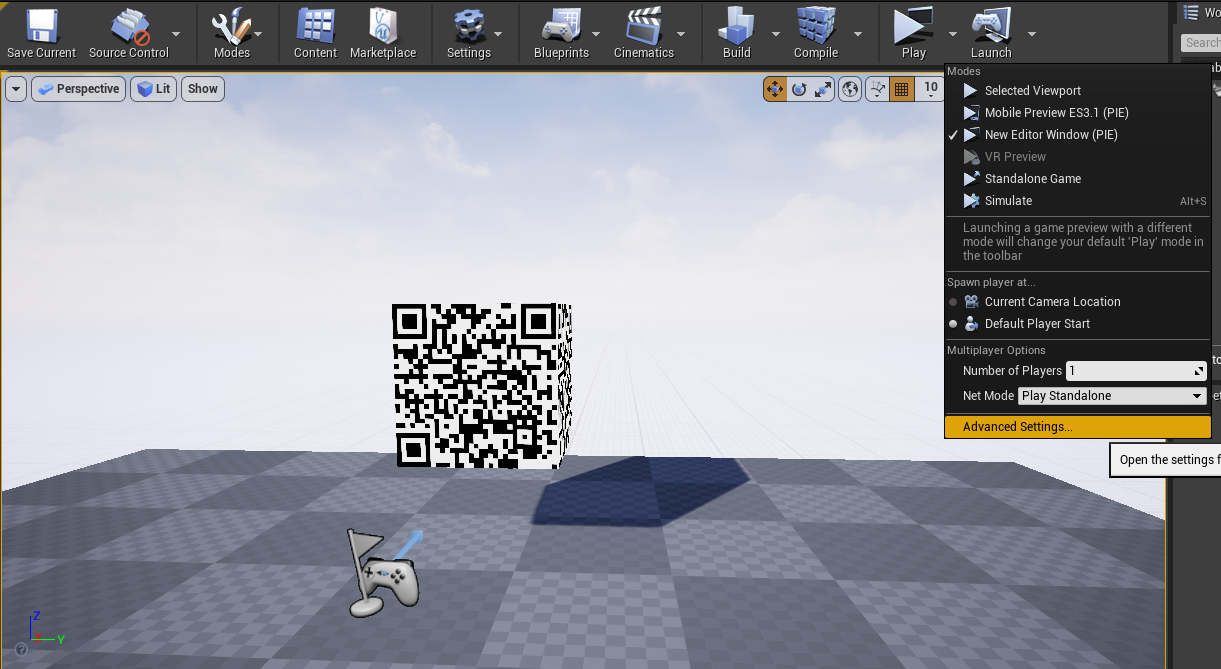 Save Current
Source Control
Modes
Content
Marketplace
Settings
Blueprints
Cinematics
Build
Compile
Play
Launch
Search
Perspective
Lit
Show
10
Modes
Selected Viewport
Mobile Preview ES3.1 (PIE)
New Editor Window (PIE)
VR Preview
Standalone Game
Simulate Alt+S
Launching a game preview with a different
mode will change your default 'Play' mode in
the toolbar
Spawn player at...
Current Camera Location
Default Player Start
Multiplayer Options
Number of Players 1
Net Mode Play Standalone
Advanced Settings...
Open the settings f
Z
X
Y